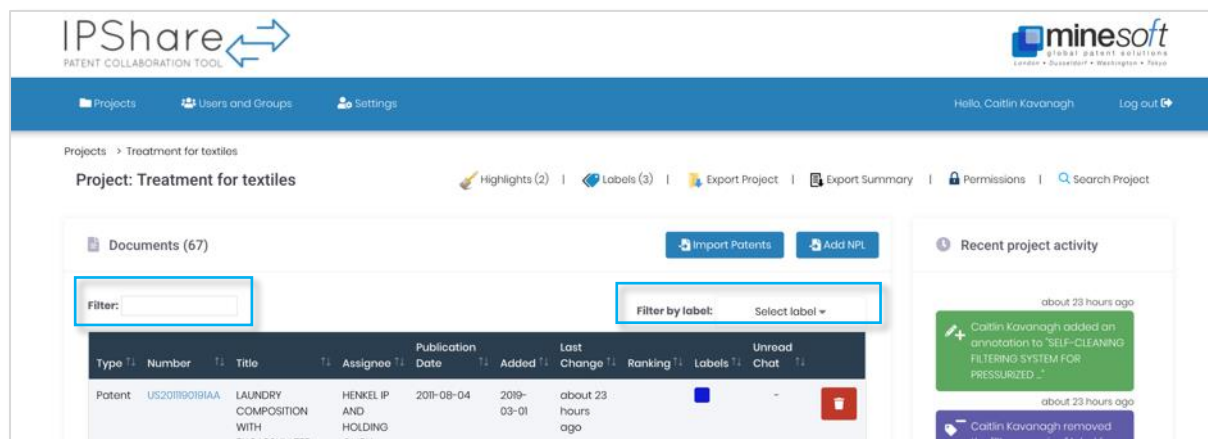 IPShare
PATENT COLLABORATION TOOL
minesoft
global patent solutions
London • Dusseldorf • Washington • Tokyo
Projects Users and Groups Settings Hello, Caitlin Kavanagh Log out
Projects > Treatment for textiles
Project: Treatment for textiles
Highlights (2) | Labels (3) | Export Project | Export Summary | Permissions | Search Project
Documents (67)
Import Patents
Add NPL
Filter:
Filter by label: Select label
Type Number Title Assignee Publication Date Added Last Change Ranking Labels Unread Chat
Patent US2011190191AA LAUNDRY COMPOSITION WITH HENKEL IP AND HOLDING 2011-08-04 2019-03-01 about 23 hours ago -
Recent project activity
about 23 hours ago
Caitlin Kavanagh added an
annotation to "SELF-CLEANING
FILTERING SYSTEM FOR
PRESSURIZED ..."
about 23 hours ago
Caitlin Kavanagh removed